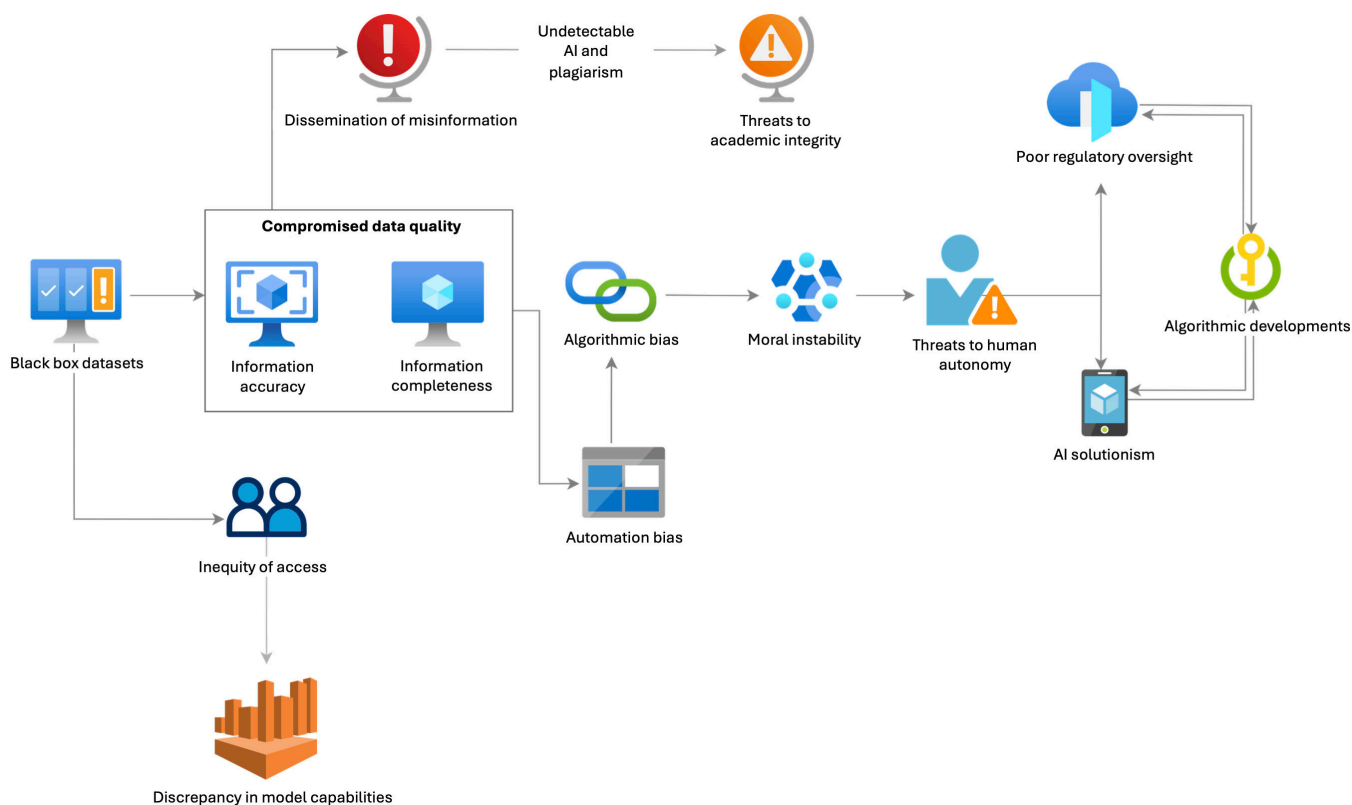 Undetectable
AI and
plagiarism
Dissemination of misinformation
Threats to
academic integrity
Poor regulatory oversight
Compromised data quality
Black box datasets
Information
accuracy
Information
completeness
Algorithmic bias
Moral instability
Threats to human
autonomy
Algorithmic developments
AI solutionism
Automation bias
Inequity of access
Discrepancy in model capabilities